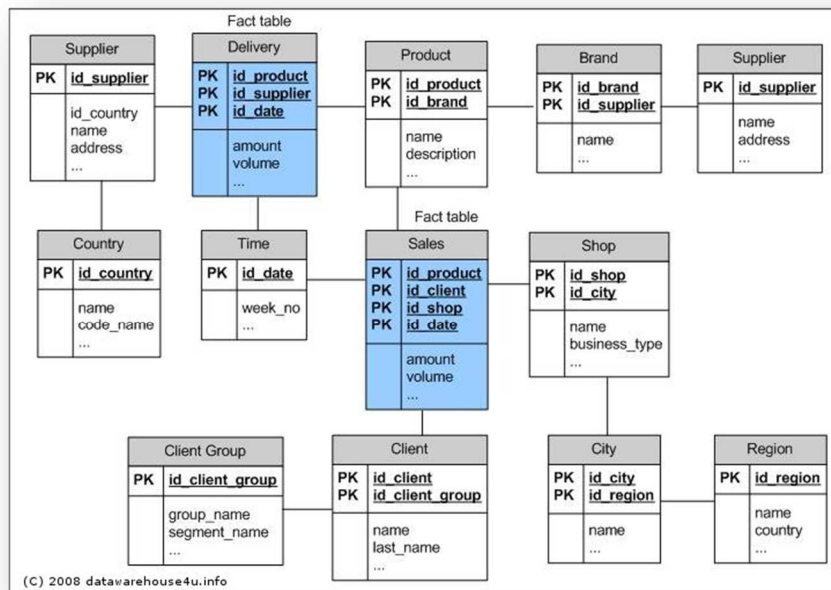 Fact table
Supplier
PK id_supplier
id_country
name
address
...
Delivery
PK id_product
PK id_supplier
PK id_date
amount
volume
...
Product
PK id_product
PK id_brand
name
description
...
Brand
PK id_brand
PK id_supplier
name
...
Supplier
PK id_supplier
name
address
...
Fact table
Country
PK id_country
name
code_name
...
Time
PK id_date
week_no
...
Sales
PK id_product
PK id_client
PK id_shop
PK id_date
amount
volume
...
Shop
PK id_shop
PK id_city
name
business_type
...
Client Group
PK id_client_group
group_name
segment_name
...
Client
PK id_client
PK id_client_group
name
last_name
...
City
PK id_city
PK id_region
name
...
Region
PK id_region
name
country
...
(C) 2008 datawarehouse4u.info